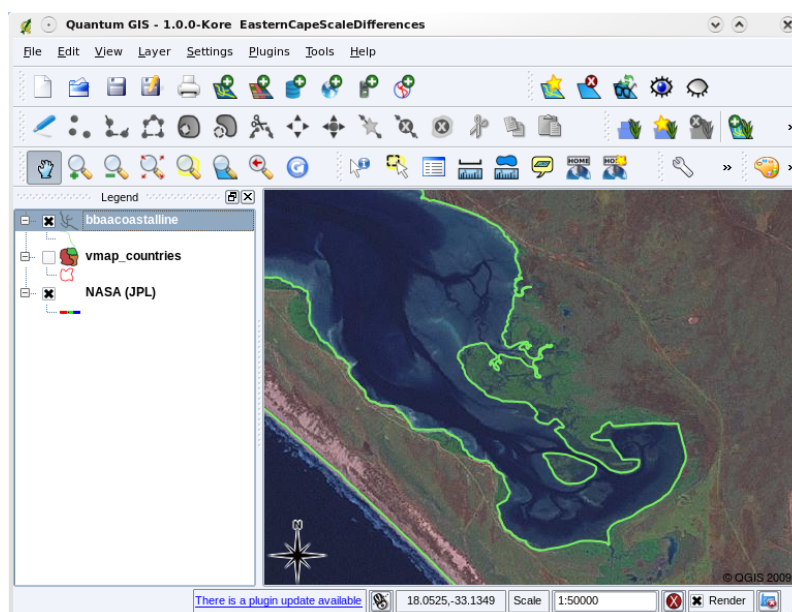 Quantum GIS - 1.0.0-Kore EasternCapeScaleDifferences
File Edit View Layer Settings Plugins Tools Help
HOME
Legend
bbaacoastalline
vmap_countries
NASA (JPL)
N
© QGIS 2009
There is a plugin update available 18.0525,-33.1349 Scale 1:50000 Render